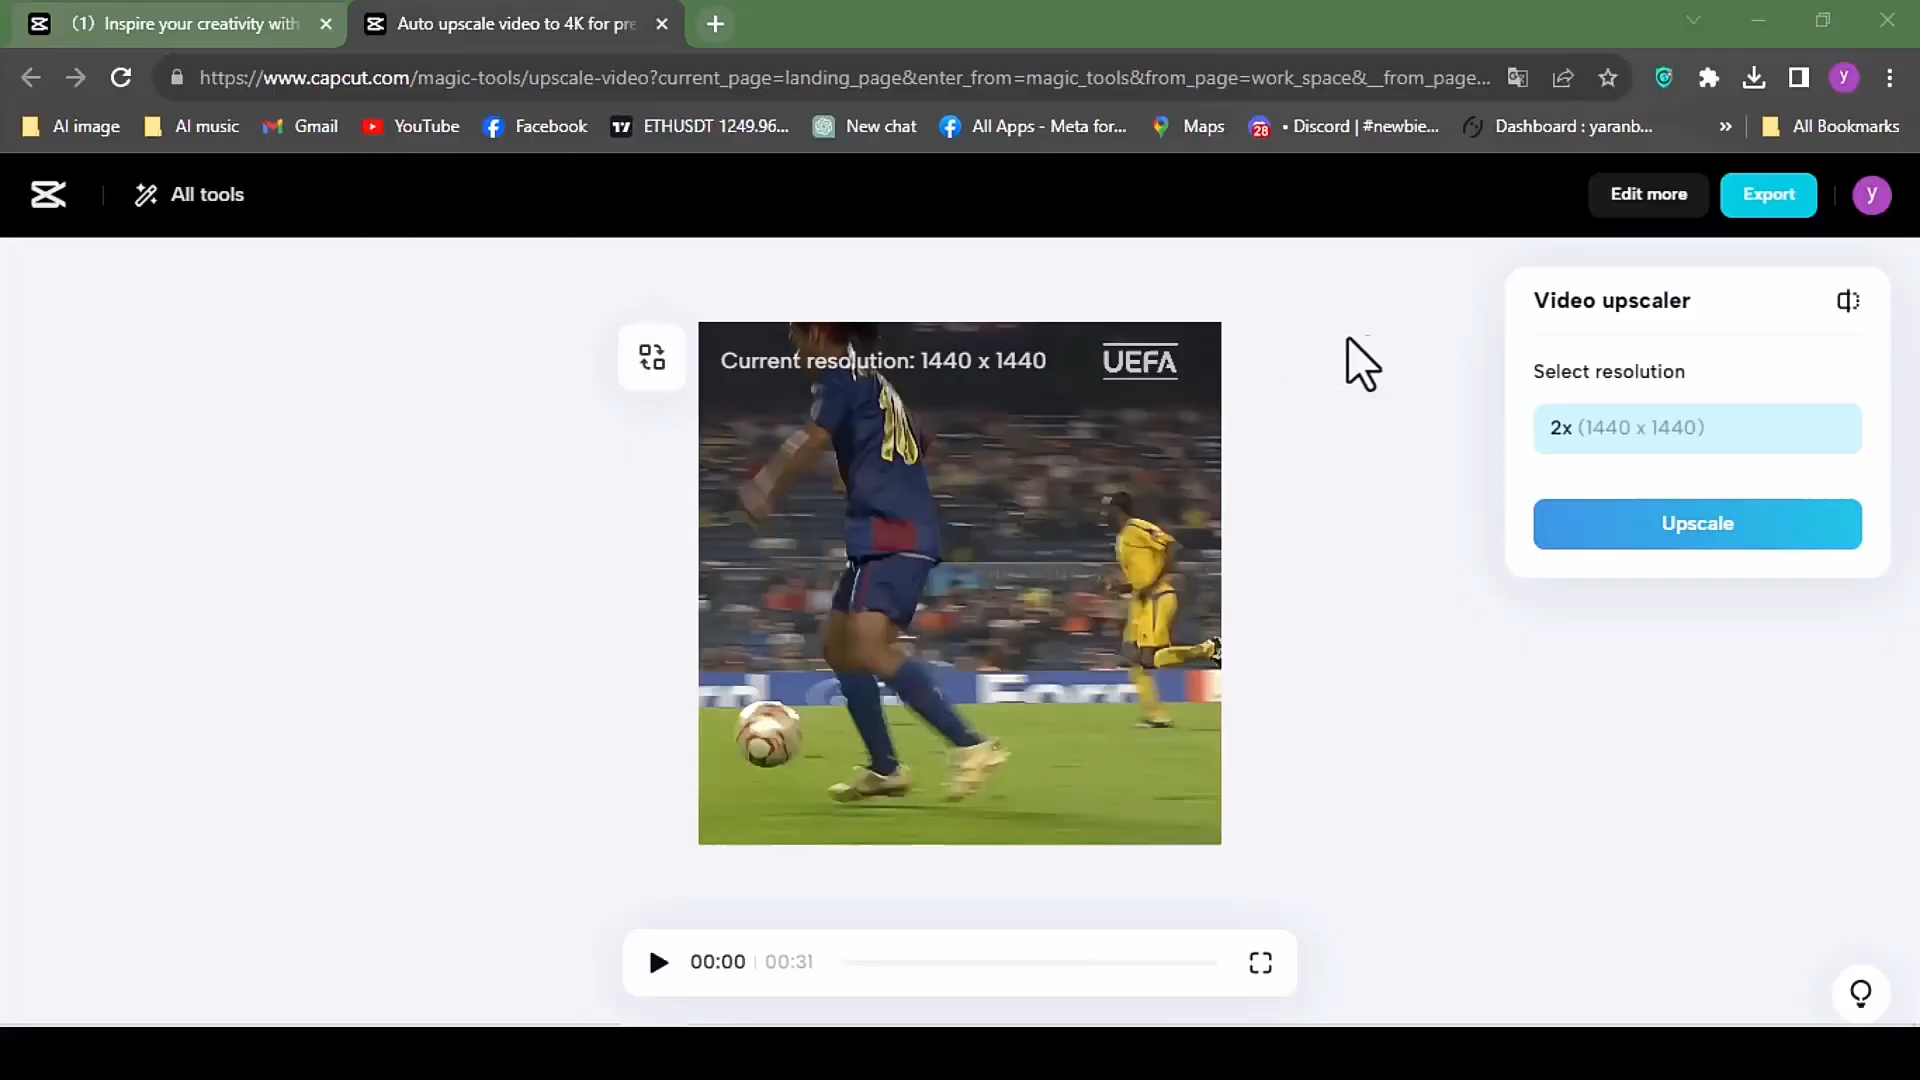 (1) Inspire your creativity with
Auto upscale video to 4K for pre
https://www.capcut.com/magic-tools/upscale-video?current_page=landing_page&enter_from=magic_tools&from_page=work_space&__from_page...
y
AI image
AI music
Gmail
YouTube
Facebook
ETHUSDT 1249.96...
New chat
All Apps - Meta for...
Maps
28
• Discord | #newbie...
Dashboard : yaranb...
»
All Bookmarks
All tools
Edit more
Export
y
Video upscaler
Current resolution: 1440 x 1440
UEFA
Select resolution
2x (1440 x 1440)
10
Upscale
00:00 | 00:31